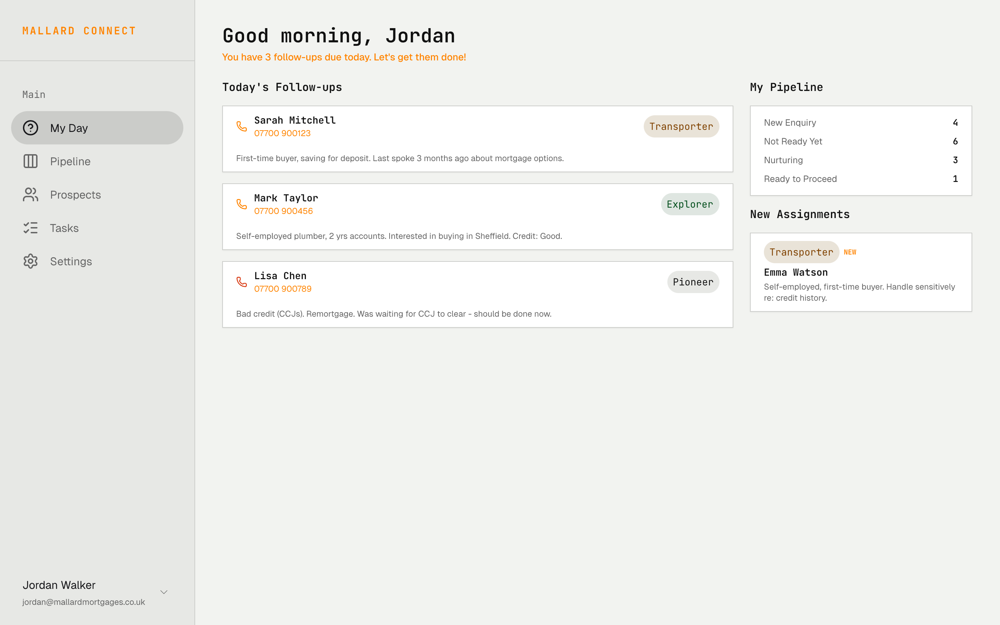 MALLARD CONNECT
Main
My Day
Pipeline
Prospects
Tasks
Settings
Jordan Walker
jordan@mallardmortgages.co.uk
Good morning, Jordan
You have 3 follow-ups due today. Let's get them done!
Today's Follow-ups
Sarah Mitchell
07700 900123
Transporter
First-time buyer, saving for deposit. Last spoke 3 months ago about mortgage options.
Mark Taylor
07700 900456
Explorer
Self-employed plumber, 2 yrs accounts. Interested in buying in Sheffield. Credit: Good.
Lisa Chen
07700 900789
Pioneer
Bad credit (CCJs). Remortgage. Was waiting for CCJ to clear - should be done now.
My Pipeline
New Enquiry 4
Not Ready Yet 6
Nurturing 3
Ready to Proceed 1
New Assignments
Transporter NEW
Emma Watson
Self-employed, first-time buyer. Handle sensitively
re: credit history.